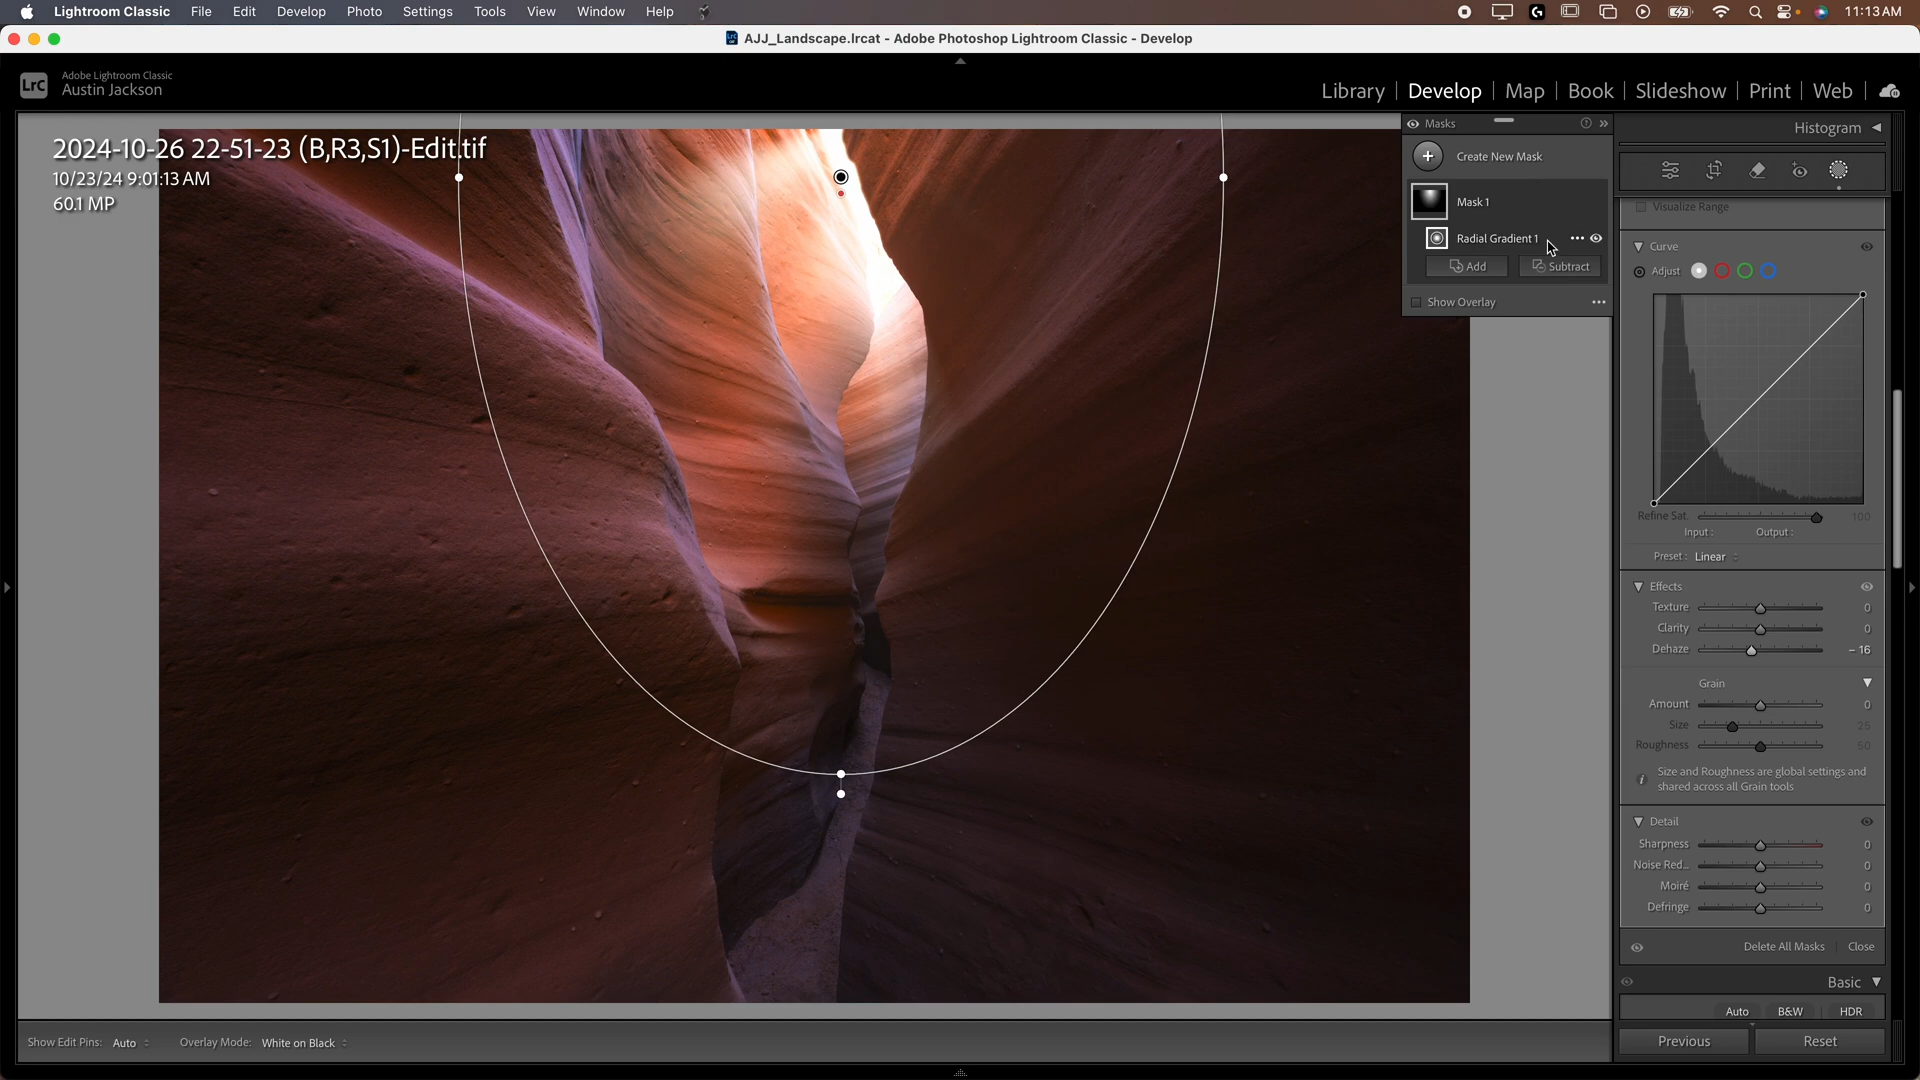 Lightroom Classic File Edit Develop Photo Settings Tools View Window Help 11:13 AM
LrC AJJ_Landscape.lrcat - Adobe Photoshop Lightroom Classic - Develop
LrC Adobe Lightroom Classic
Austin Jackson
Library | Develop | Map | Book | Slideshow | Print | Web |
2024-10-26 22-51-23 (B,R3,S1)-Edit.tif
10/23/24 9:01:13 AM
60.1 MP
Masks
Create New Mask
Mask 1
Radial Gradient 1
Add Subtract
Show Overlay
Histogram
Visualize Range
Curve
Adjust
Refine Sat. 100
Input : Output :
Preset : Linear
Effects
Texture 0
Clarity 0
Dehaze – 16
Grain
Amount 0
Size 25
Roughness 50
Size and Roughness are global settings and
shared across all Grain tools
Detail
Sharpness 0
Noise Red... 0
Moiré 0
Defringe 0
Delete All Masks Close
Basic
Auto B&W HDR
Previous Reset
Show Edit Pins: Auto Overlay Mode: White on Black